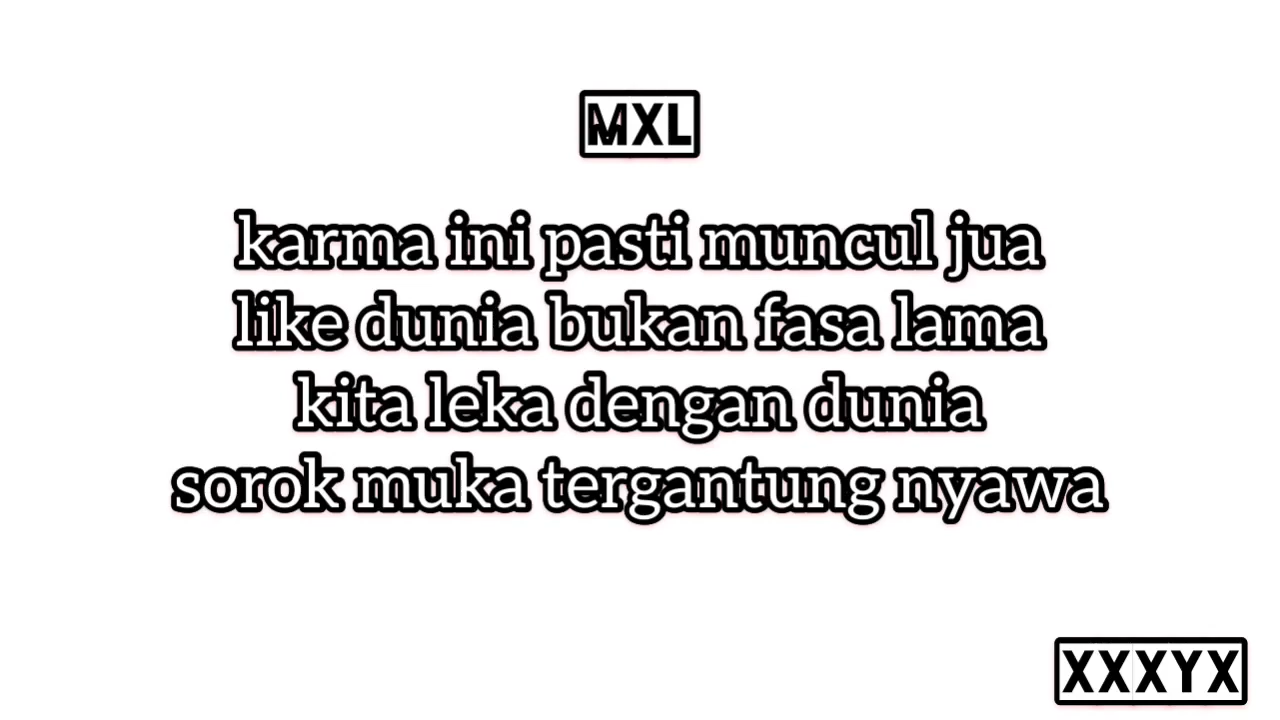 MXL
karma ini pasti muncul jua
like dunia bukan fasa lama
kita leka dengan dunia
sorok muka tergantung nyawa
XXXYX